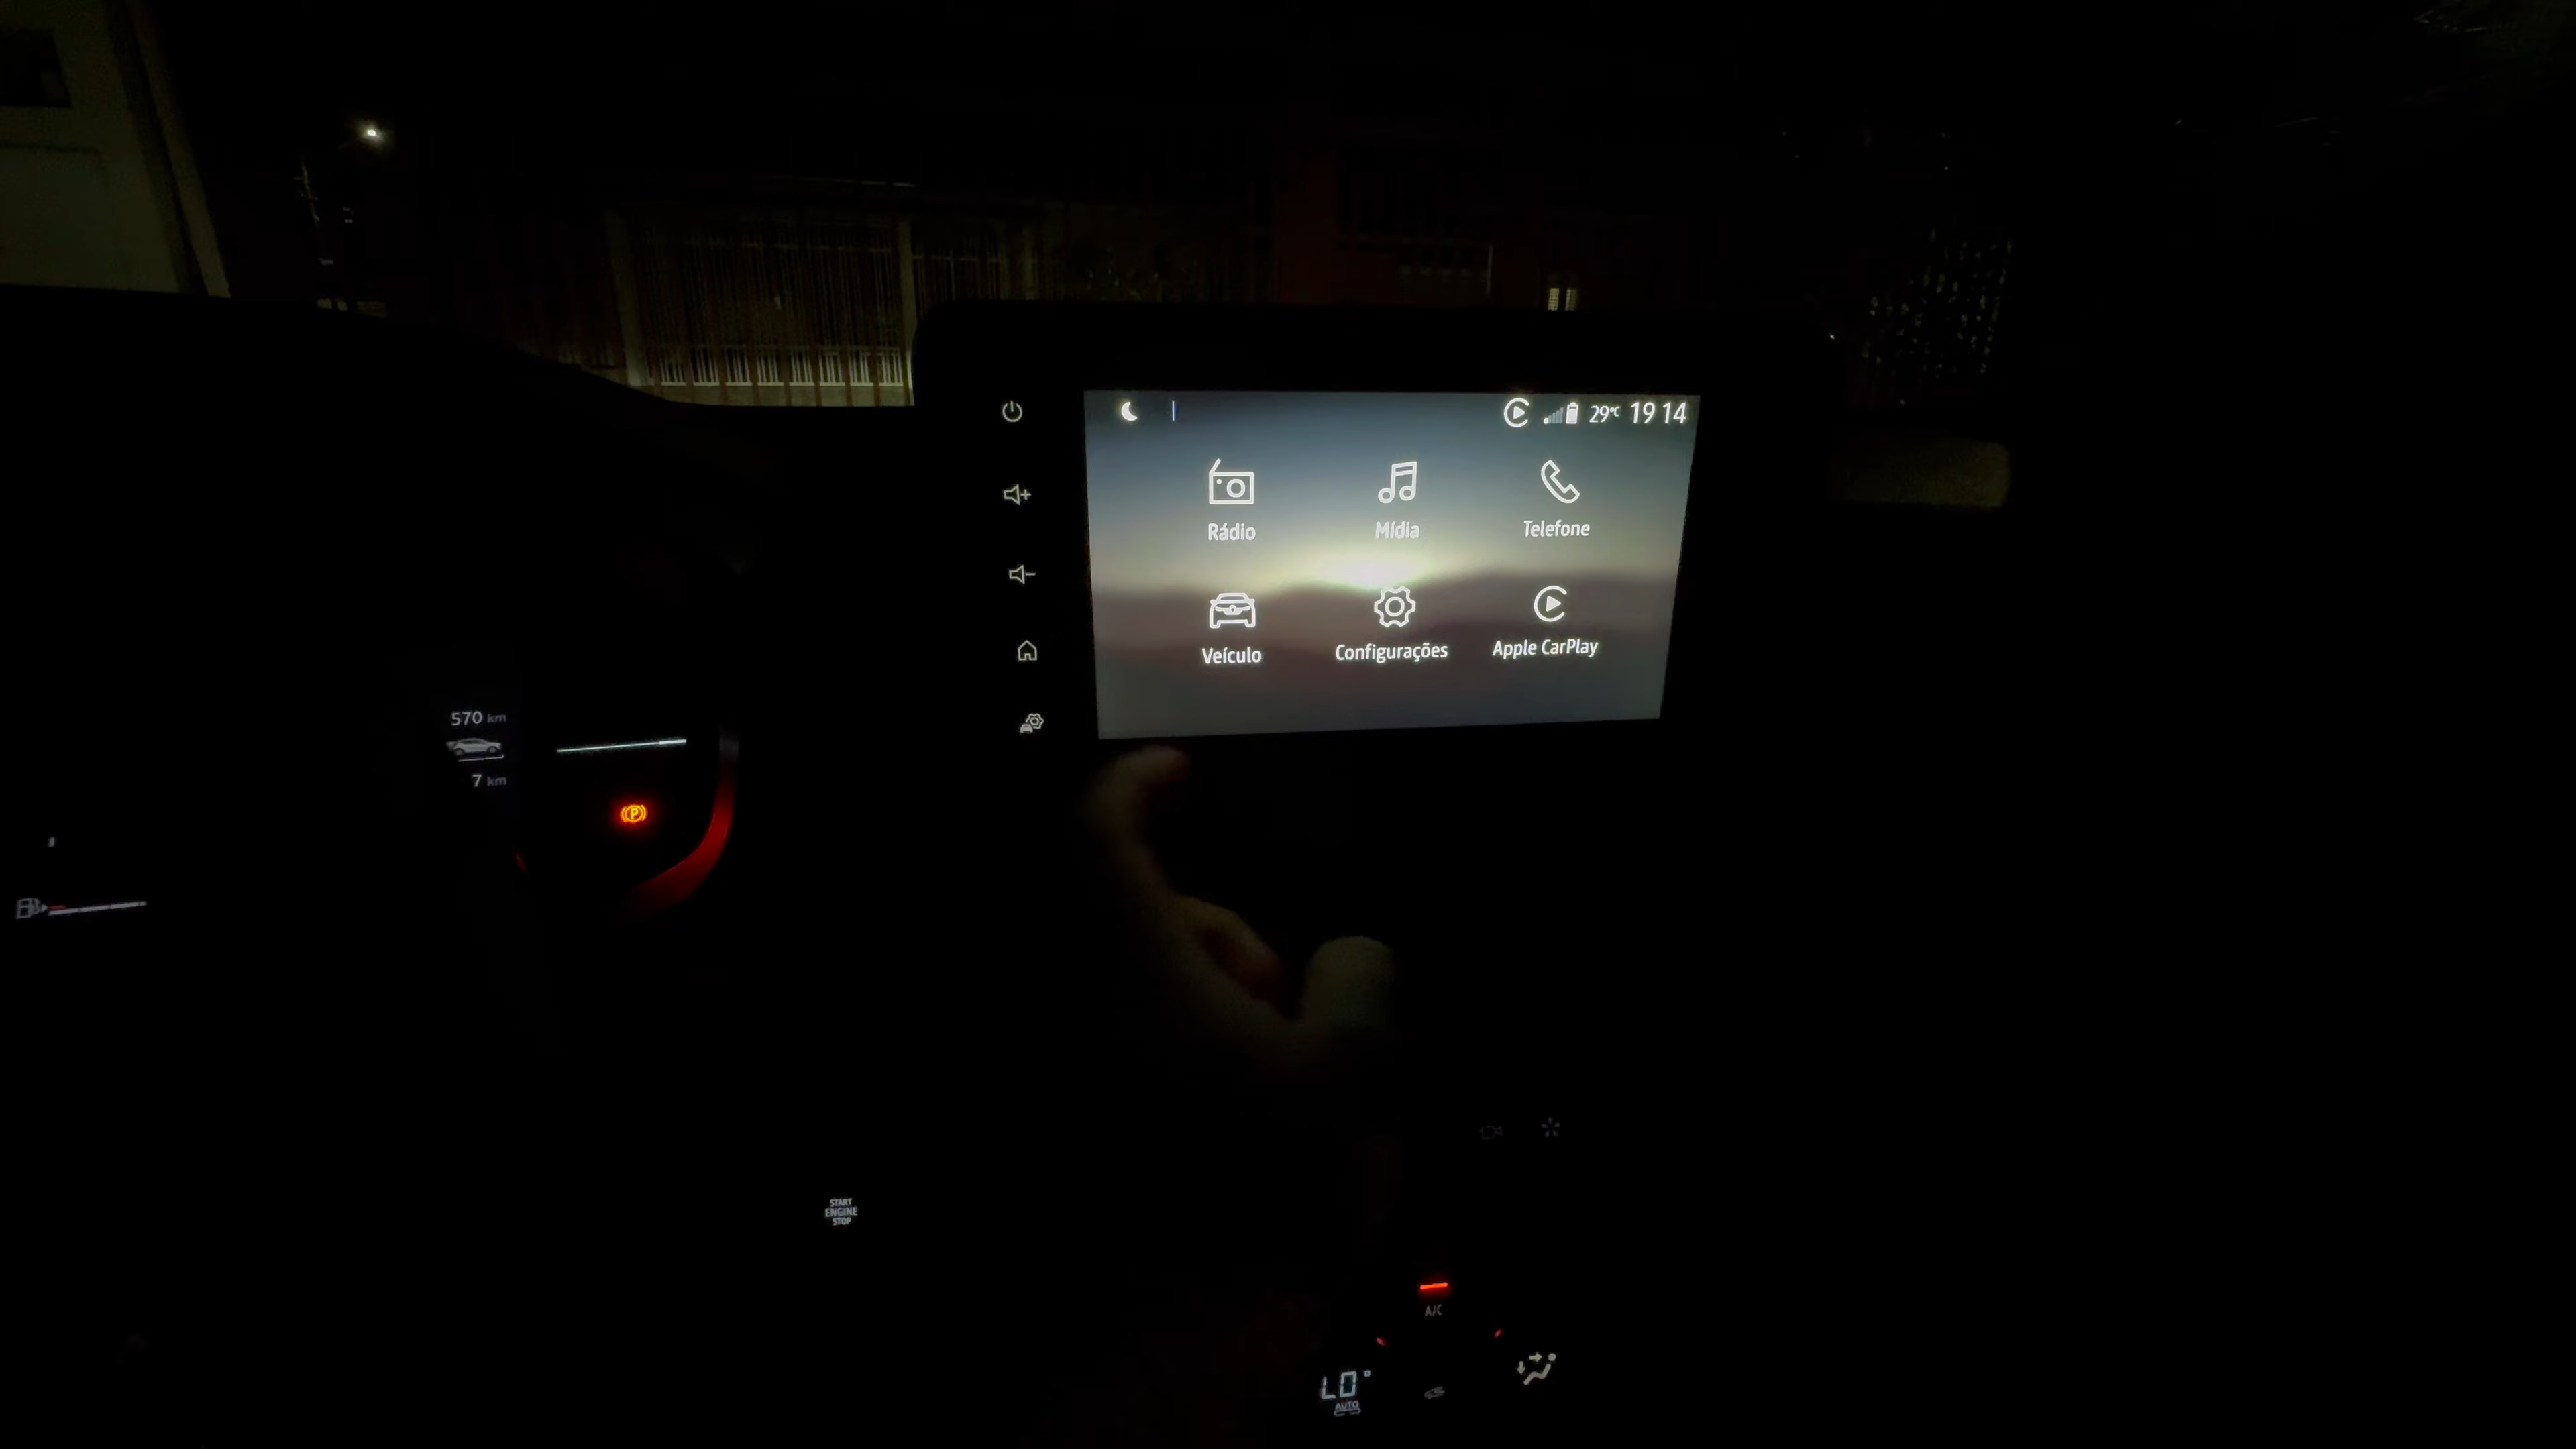 29°C 19 14
Rádio
Mídia
Telefone
Veículo
Configurações
Apple CarPlay
570 km
7 km
P
START
ENGINE
STOP
A/C
LO°
AUTO